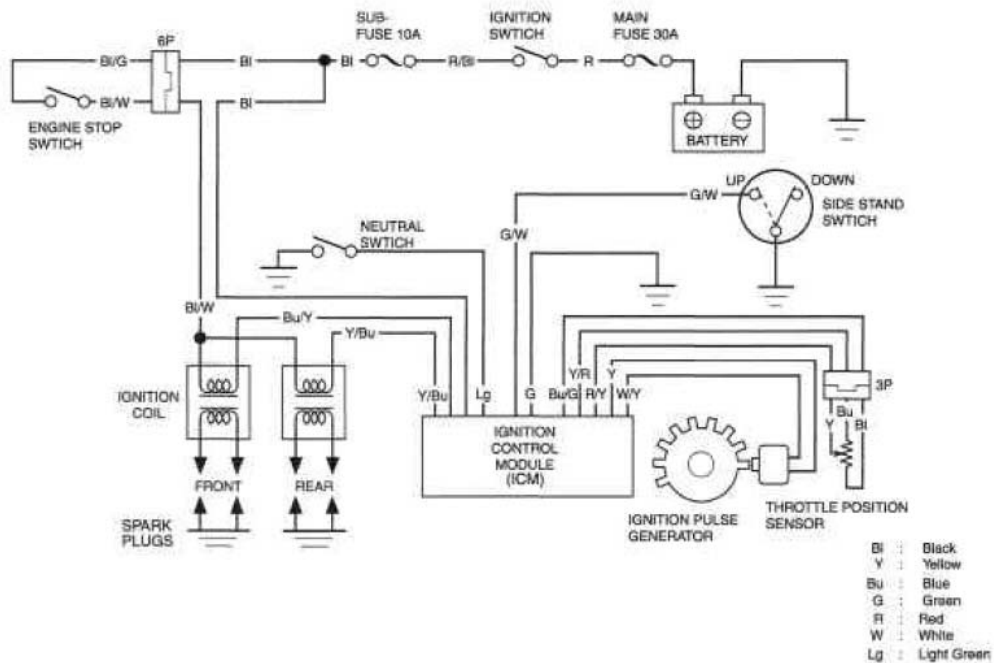 SUB-
FUSE 10A
IGNITION
SWTICH
MAIN
FUSE 30A
6P
Bl/G
Bl
Bl
R/Bl
R
Bl/W
Bl
ENGINE STOP
SWTICH
BATTERY
UP
DOWN
G/W
SIDE STAND
SWTICH
NEUTRAL
SWTICH
G/W
Bl/W
Bu/Y
Y/Bu
IGNITION
COIL
Y/R
Y
3P
Y/Bu
Lg
G
Bu/G
R/Y
W/Y
Y
Bu
Bl
IGNITION
CONTROL
MODULE
(ICM)
FRONT
REAR
SPARK
PLUGS
IGNITION PULSE
GENERATOR
THROTTLE POSITION
SENSOR
Bl : Black
Y : Yellow
Bu : Blue
G : Green
R : Red
W : White
Lg : Light Green